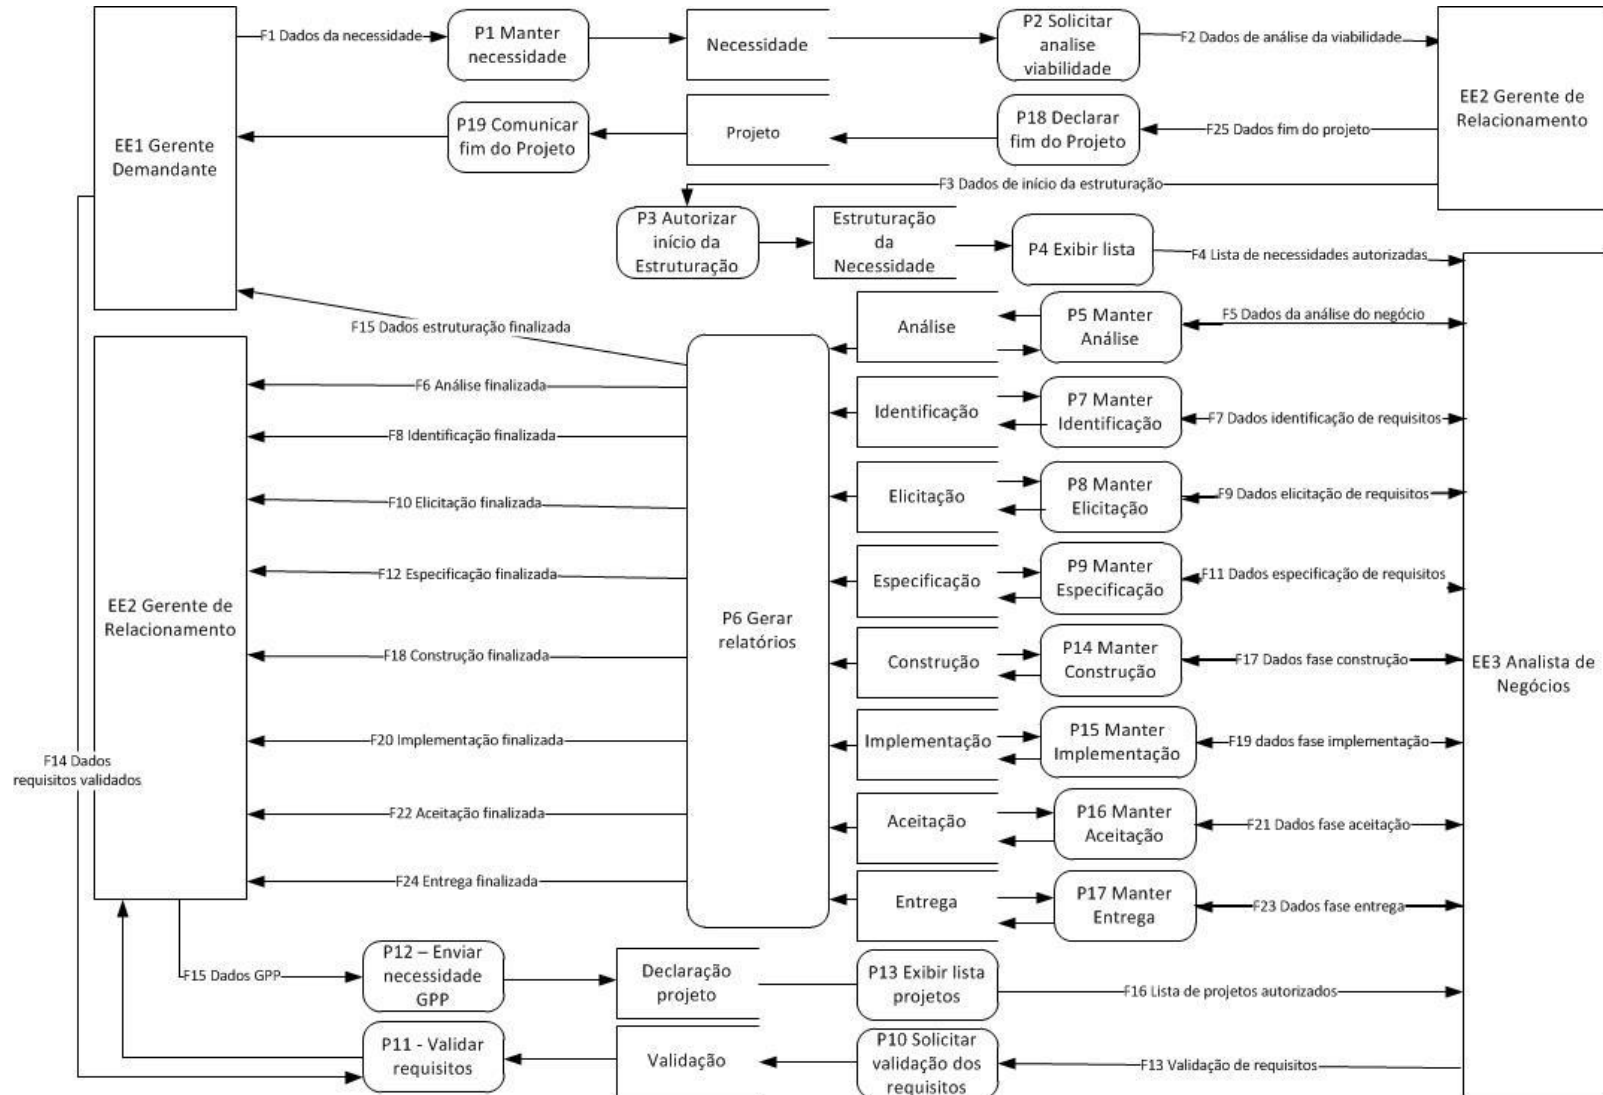 F1 Dados da necessidade
P1 Manter
necessidade
Necessidade
P2 Solicitar
analise
viabilidade
F2 Dados de análise da viabilidade
EE2 Gerente de
Relacionamento
EE1 Gerente
Demandante
P19 Comunicar
fim do Projeto
Projeto
P18 Declarar
fim do Projeto
F25 Dados fim do projeto
F3 Dados de início da estruturação
P3 Autorizar
início da
Estruturação
Estruturação
da
Necessidade
P4 Exibir lista
F4 Lista de necessidades autorizadas
F15 Dados estruturação finalizada
Análise
P5 Manter
Análise
F5 Dados da análise do negócio
F6 Análise finalizada
Identificação
P7 Manter
Identificação
F7 Dados identificação de requisitos
F8 Identificação finalizada
Elicitação
P8 Manter
Elicitação
F9 Dados elicitação de requisitos
F10 Elicitação finalizada
Especificação
P9 Manter
Especificação
F11 Dados especificação de requisitos
F12 Especificação finalizada
EE2 Gerente de
Relacionamento
P6 Gerar
relatórios
F18 Construção finalizada
Construção
P14 Manter
Construção
F17 Dados fase construção
EE3 Analista de
Negócios
F20 Implementação finalizada
Implementação
P15 Manter
Implementação
F19 dados fase implementação
F14 Dados
requisitos validados
F22 Aceitação finalizada
Aceitação
P16 Manter
Aceitação
F21 Dados fase aceitação
F24 Entrega finalizada
Entrega
P17 Manter
Entrega
F23 Dados fase entrega
F15 Dados GPP
P12 – Enviar
necessidade
GPP
Declaração
projeto
P13 Exibir lista
projetos
F16 Lista de projetos autorizados
P11 - Validar
requisitos
Validação
P10 Solicitar
validação dos
requisitos
F13 Validação de requisitos